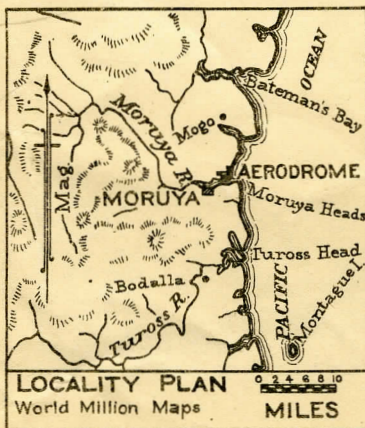 OCEAN
Bateman's Bay
Mogo
Moruya R.
AERODROME
Mag.
MORUYA
Moruya Heads
Tuross Head
Bodalla
PACIFIC
Montague I.
Tuross R.
LOCALITY PLAN
World Million Maps
0 2 4 6 8 10
MILES